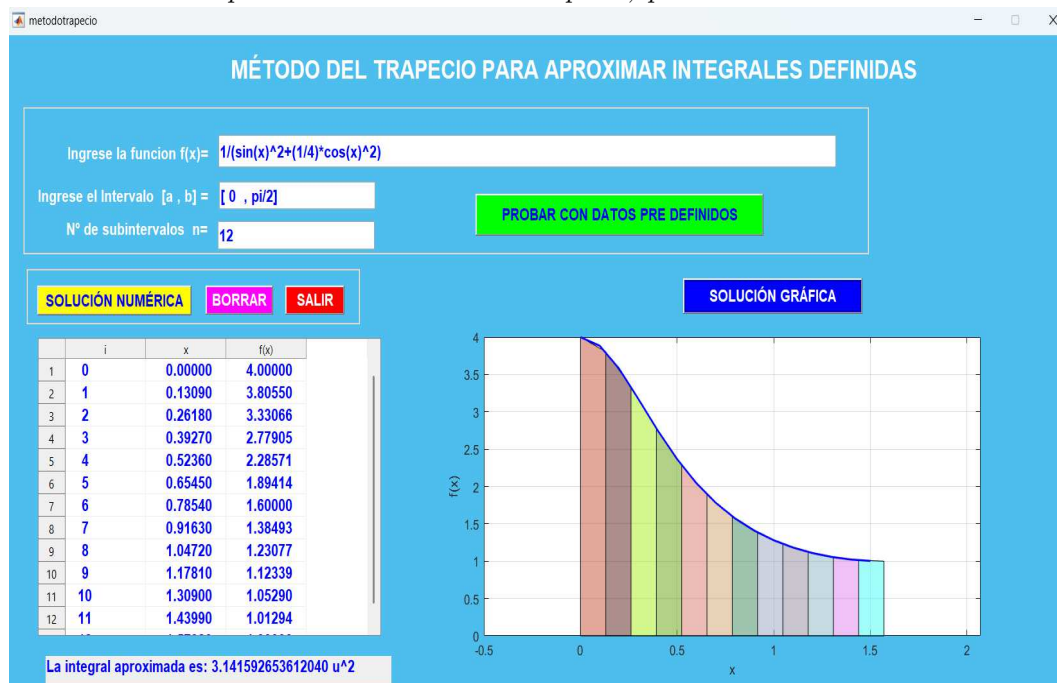 metodotrapecio
MÉTODO DEL TRAPECIO PARA APROXIMAR INTEGRALES DEFINIDAS
Ingrese la funcion f(x)= 1/(sin(x)^2+(1/4)*cos(x)^2)
Ingrese el Intervalo [a , b] = [ 0 , pi/2]
PROBAR CON DATOS PRE DEFINIDOS
Nº de subintervalos n= 12
SOLUCIÓN NUMÉRICA BORRAR SALIR
SOLUCIÓN GRÁFICA
i x f(x)
1 0 0.00000 4.00000
2 1 0.13090 3.80550
3 2 0.26180 3.33066
4 3 0.39270 2.77905
5 4 0.52360 2.28571
6 5 0.65450 1.89414
7 6 0.78540 1.60000
8 7 0.91630 1.38493
9 8 1.04720 1.23077
10 9 1.17810 1.12339
11 10 1.30900 1.05290
12 11 1.43990 1.01294
4
3.5
3
2.5
2
1.5
1
0.5
0
f(x)
-0.5 0 0.5 1 1.5 2
x
La integral aproximada es: 3.141592653612040 u^2